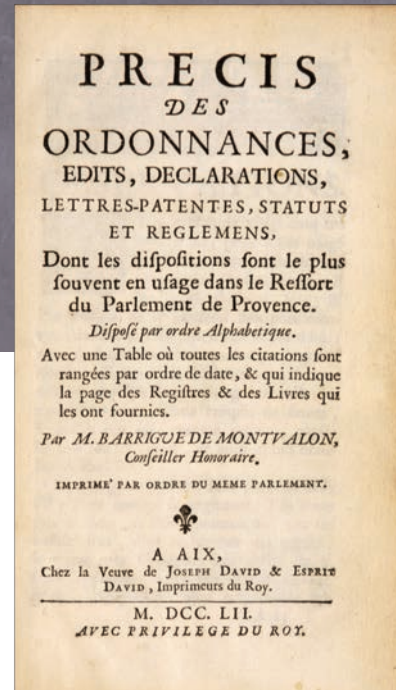 PRECIS
DES
ORDONNANCES,
EDITS, DECLARATIONS,
LETTRES-PATENTES, STATUTS
ET REGLEMENS,
Dont les diſpoſitions ſont le plus
ſouvent en uſage dans le Reſſort
du Parlement de Provence.
Diſpoſé par ordre Alphabetique.
Avec une Table où toutes les citations ſont
rangées par ordre de date, & qui indique
la page des Regiſtres & des Livres qui
les ont fournies.
Par M. BARRIGUE DE MONTVALON,
Conſeiller Honoraire.
IMPRIME' PAR ORDRE DU MEME PARLEMENT.
A AIX,
Chez la Veuve de JOSEPH DAVID & ESPRIT
DAVID, Imprimeurs du Roy.
M. DCC. LII.
AVEC PRIVILEGE DU ROY.